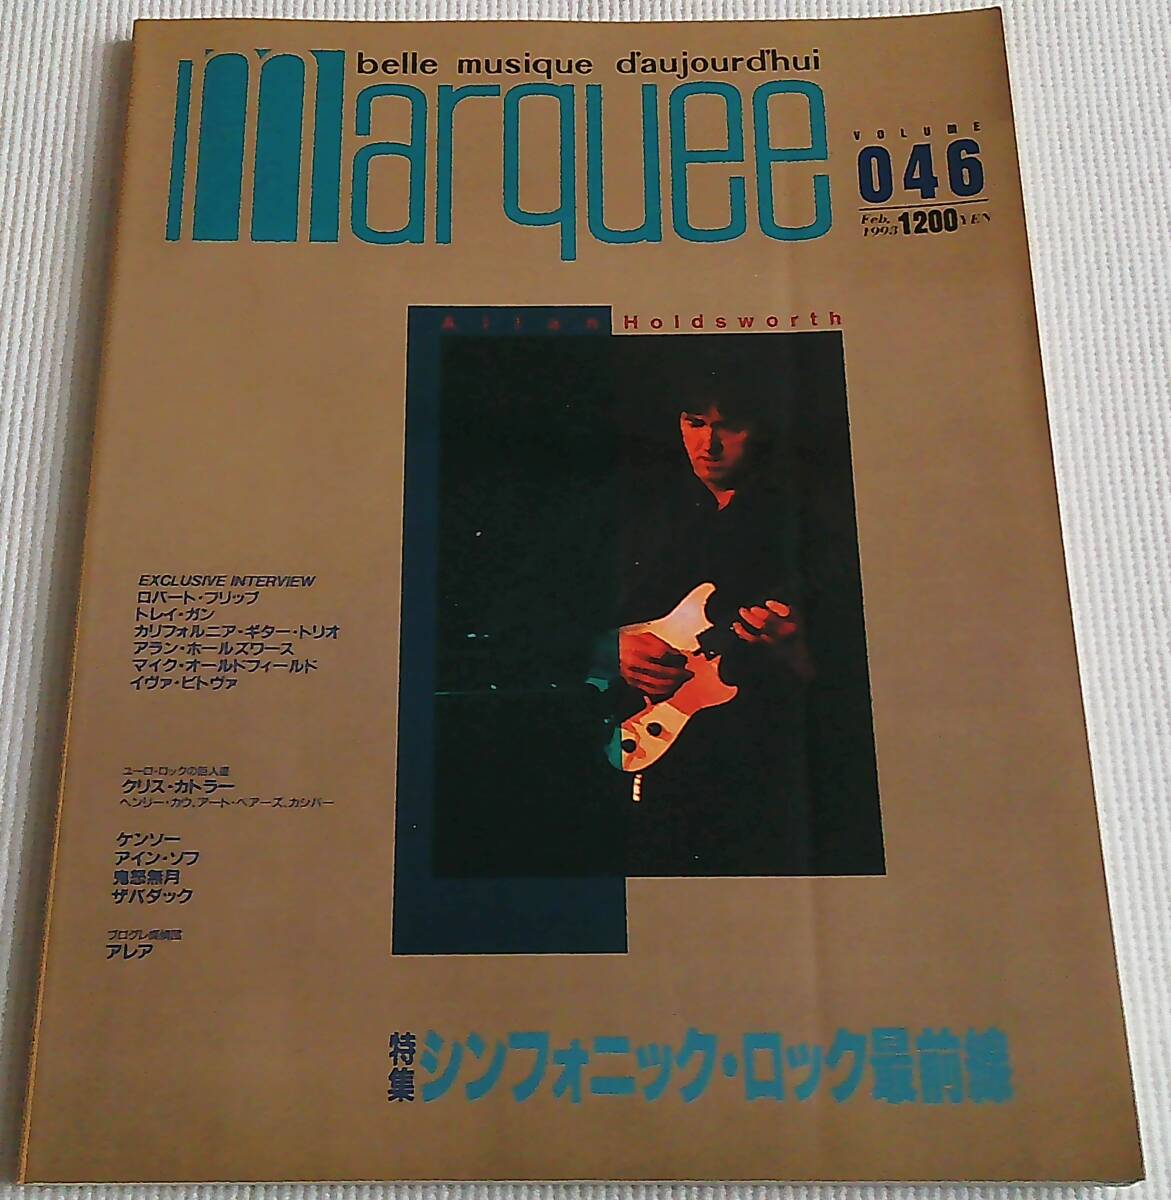 belle musique d'aujourd'hui
marquee
VOLUME
046
Feb. 1993 1200 YEN
Allan Holdsworth
EXCLUSIVE INTERVIEW
ロバート・フリップ
トレイ・ガン
カリフォルニア・ギター・トリオ
アラン・ホールズワース
マイク・オールドフィールド
イヴァ・ビトヴァ
ユーロ・ロックの巨人達
クリス・カトラー
ヘンリー・カウ、アート・ベアーズ、カシバー
ケンソー
アイン・ソフ
鬼怒無月
ザバダック
プログレ探偵団
アレア
特集 シンフォニック・ロック最前線